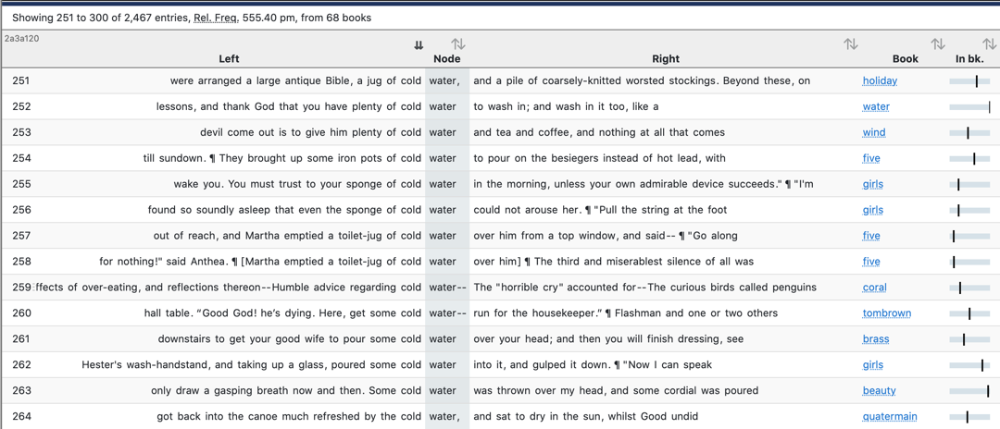 Showing 251 to 300 of 2,467 entries, Rel. Freq. 555.40 pm, from 68 books
2a3a120
Left Node Right Book In bk.
251 were arranged a large antique Bible, a jug of cold water, and a pile of coarsely-knitted worsted stockings. Beyond these, on holiday
252 lessons, and thank God that you have plenty of cold water to wash in; and wash in it too, like a water
253 devil come out is to give him plenty of cold water and tea and coffee, and nothing at all that comes wind
254 till sundown. ¶ They brought up some iron pots of cold water to pour on the besiegers instead of hot lead, with five
255 wake you. You must trust to your sponge of cold water in the morning, unless your own admirable device succeeds." ¶ "I'm girls
256 found so soundly asleep that even the sponge of cold water could not arouse her. ¶ "Pull the string at the foot girls
257 out of reach, and Martha emptied a toilet-jug of cold water over him from a top window, and said-- ¶ "Go along five
258 for nothing!" said Anthea. ¶ [Martha emptied a toilet-jug of cold water over him] ¶ The third and miserablest silence of all was five
259 ffects of over-eating, and reflections thereon--Humble advice regarding cold water-- The "horrible cry" accounted for--The curious birds called penguins coral
260 hall table. “Good God! he’s dying. Here, get some cold water-- run for the housekeeper.” ¶ Flashman and one or two others tombrown
261 downstairs to get your good wife to pour some cold water over your head; and then you will finish dressing, see brass
262 Hester's wash-handstand, and taking up a glass, poured some cold water into it, and gulped it down. ¶ "Now I can speak girls
263 only draw a gasping breath now and then. Some cold water was thrown over my head, and some cordial was poured beauty
264 got back into the canoe much refreshed by the cold water, and sat to dry in the sun, whilst Good undid quatermain